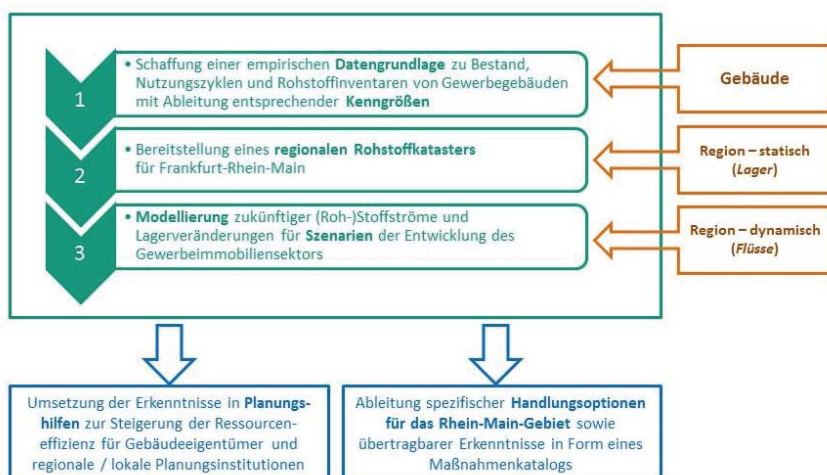 1
• Schaffung einer empirischen Datengrundlage zu Bestand,
Nutzungszyklen und Rohstoffinventaren von Gewerbegebäuden
mit Ableitung entsprechender Kenngrößen
Gebäude
2
• Bereitstellung eines regionalen Rohstoffkatasters
für Frankfurt-Rhein-Main
Region – statisch
(Lager)
3
• Modellierung zukünftiger (Roh-)Stoffströme und
Lagerveränderungen für Szenarien der Entwicklung des
Gewerbeimmobiliensektors
Region – dynamisch
(Flüsse)
Umsetzung der Erkenntnisse in Planungs-
hilfen zur Steigerung der Ressourcen-
effizienz für Gebäudeeigentümer und
regionale / lokale Planungsinstitutionen
Ableitung spezifischer Handlungsoptionen
für das Rhein-Main-Gebiet sowie
übertragbarer Erkenntnisse in Form eines
Maßnahmenkatalogs